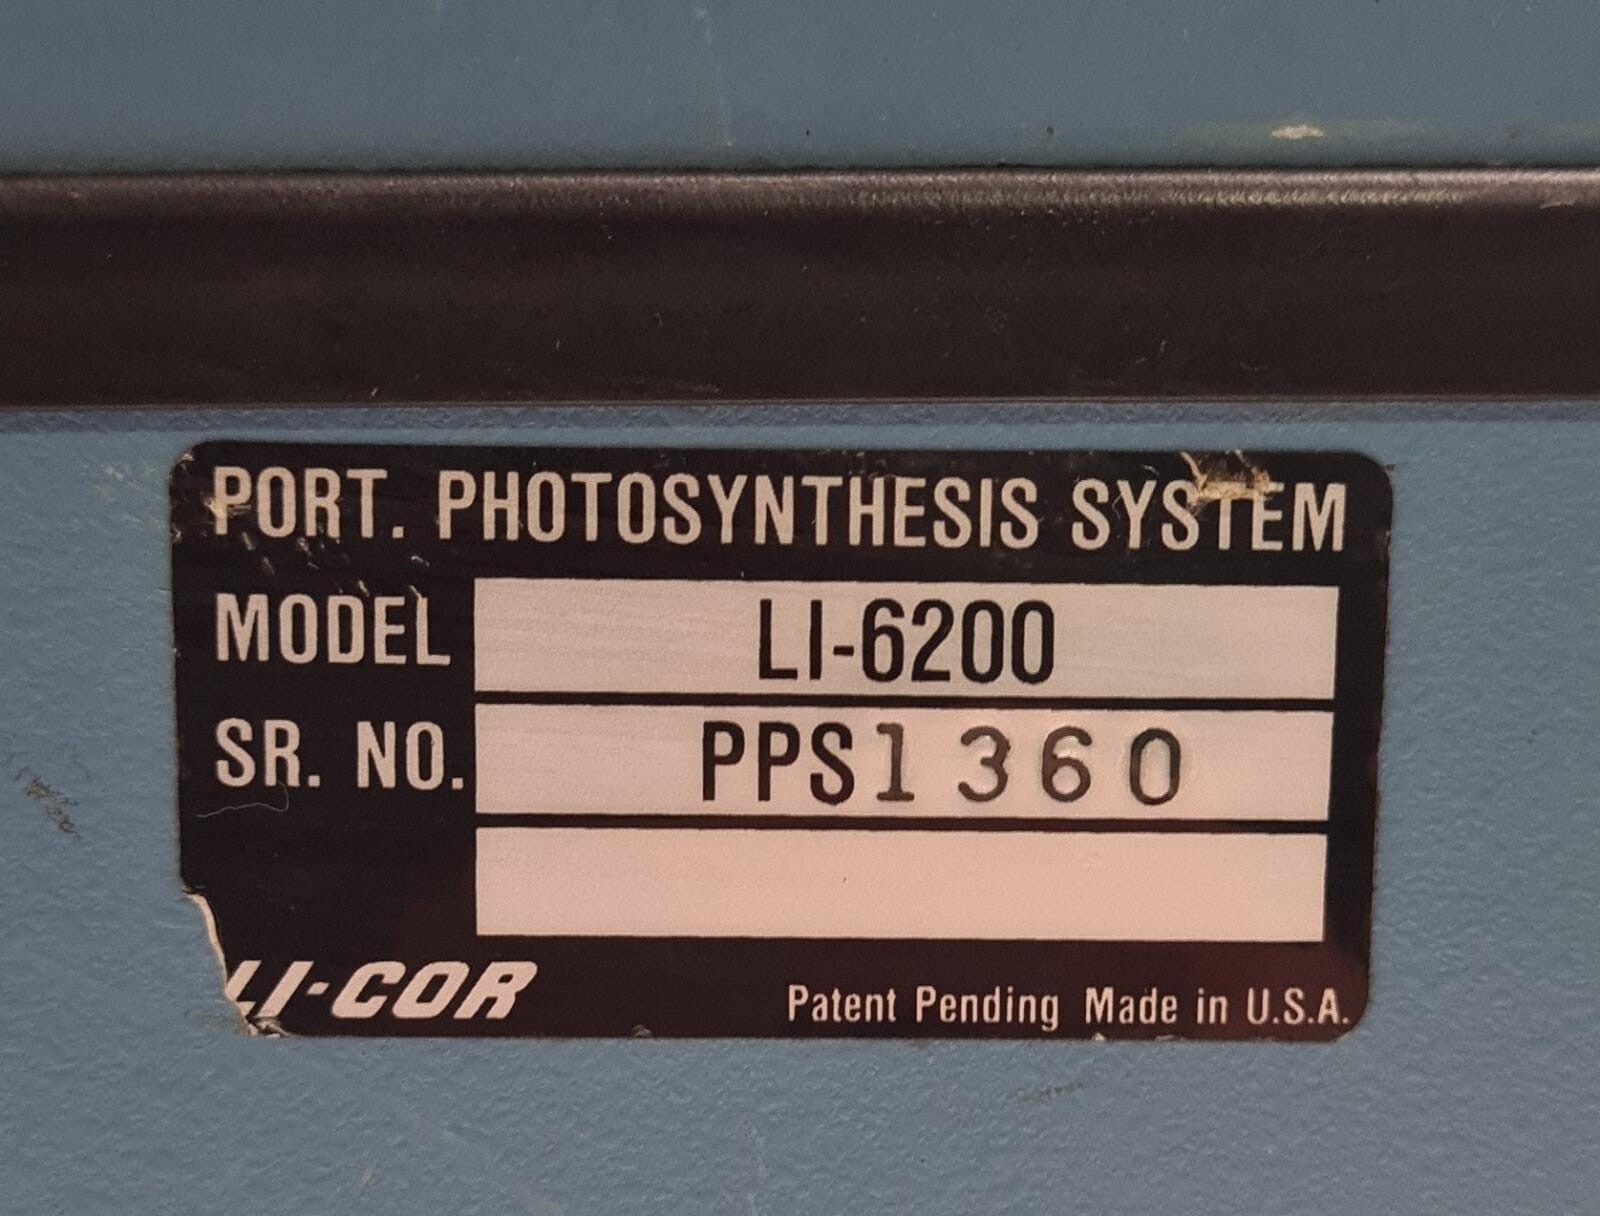 PORT. PHOTOSYNTHESIS SYSTEM
MODEL LI-6200
SR. NO. PPS1360
LI-COR Patent Pending Made in U.S.A.